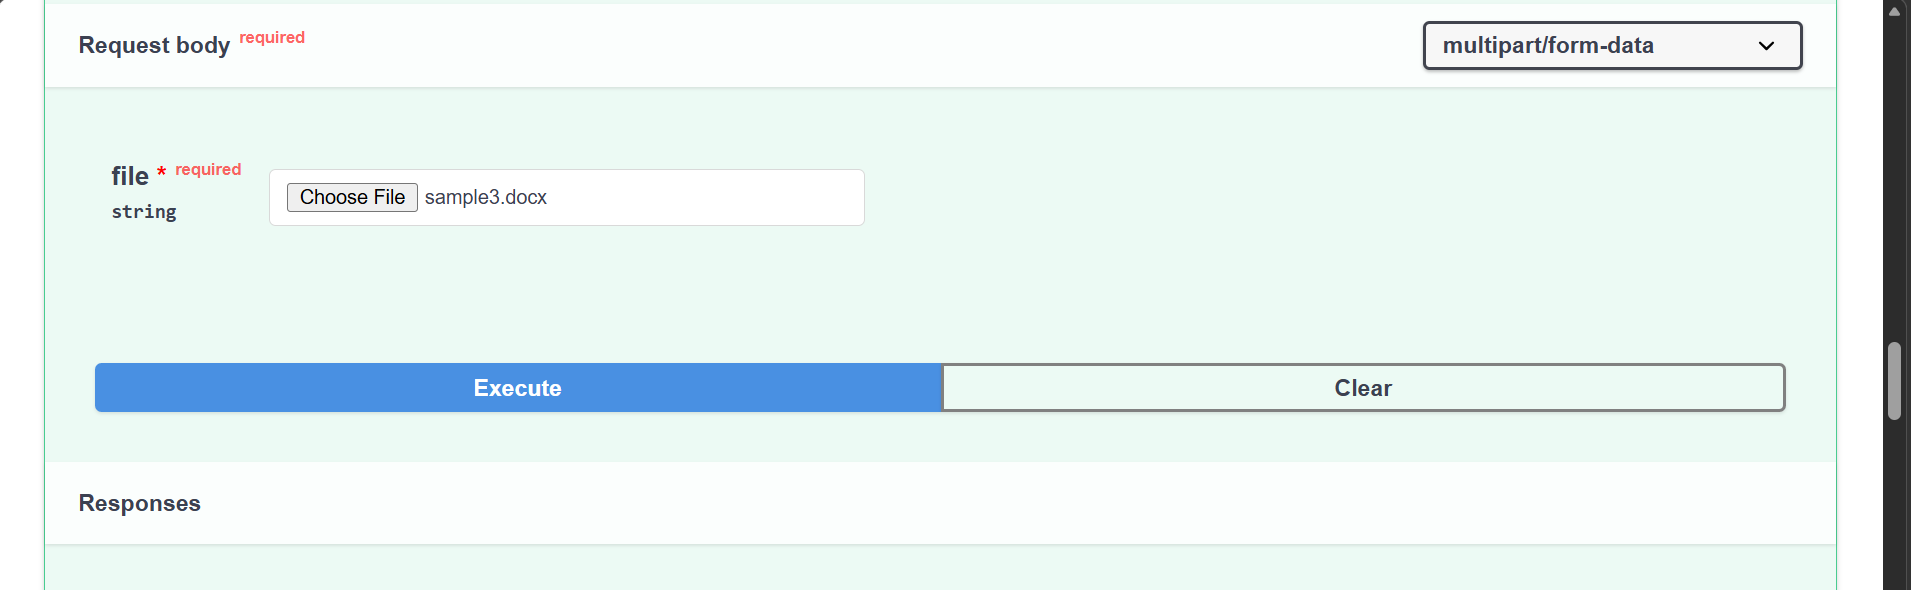 Request body required
multipart/form-data
file * required
string
Choose File sample3.docx
Execute
Clear
Responses